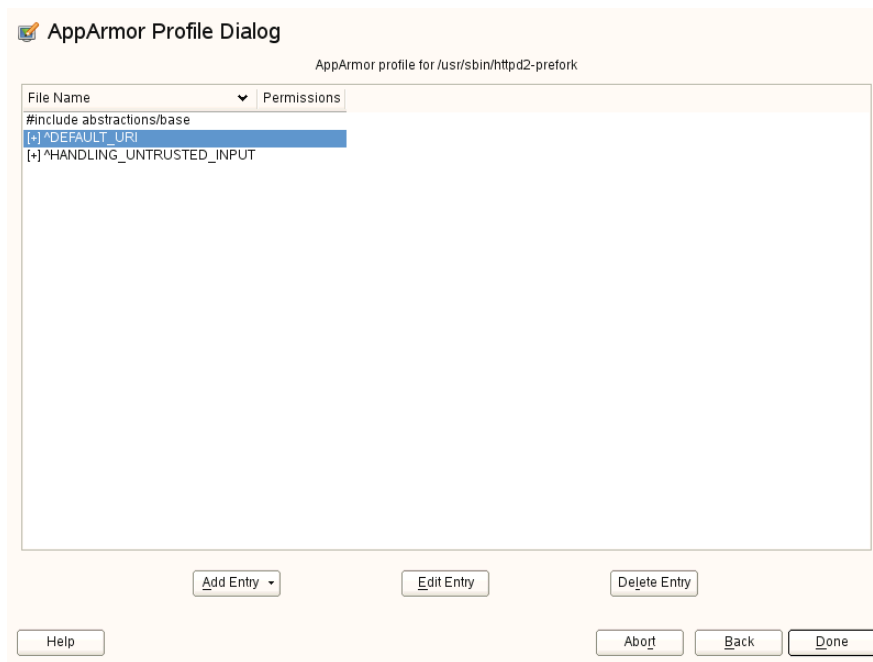 AppArmor Profile Dialog
AppArmor profile for /usr/sbin/httpd2-prefork
File Name Permissions
#include abstractions/base
[+] ^DEFAULT_URI
[+] ^HANDLING_UNTRUSTED_INPUT
Add Entry Edit Entry Delete Entry
Help Abort Back Done